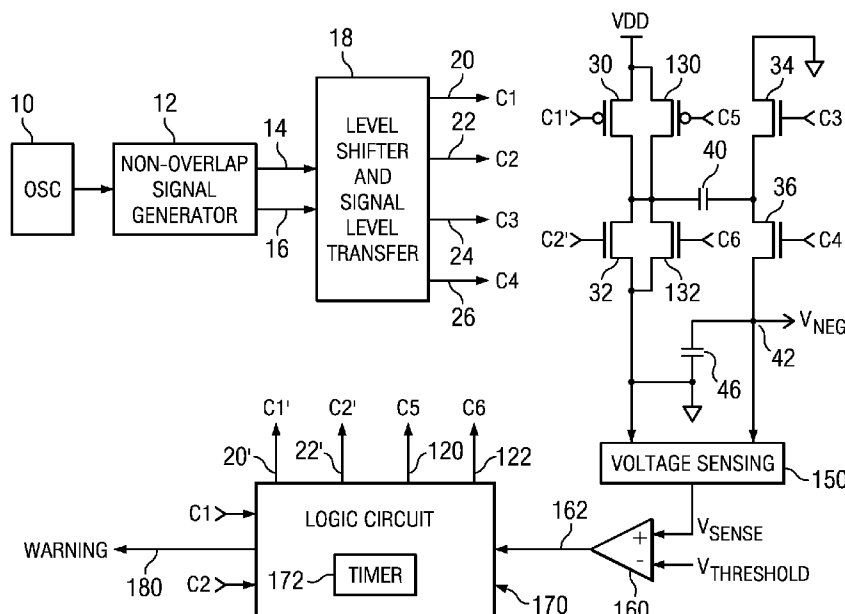 VDD
18
20
30
130
34
10
12
C1
C1'
C5
C3
14
LEVEL
SHIFTER
AND
SIGNAL
LEVEL
TRANSFER
22
OSC
NON-OVERLAP
SIGNAL
GENERATOR
C2
40
36
16
C3
24
C2'
C6
C4
32
132
C4
26
VNEG
42
46
C1'
C2'
C5
C6
20'
22'
120
122
VOLTAGE SENSING
150
C1
LOGIC CIRCUIT
162
VSENSE
+
-
WARNING
180
C2
172
TIMER
170
160
VTHRESHOLD